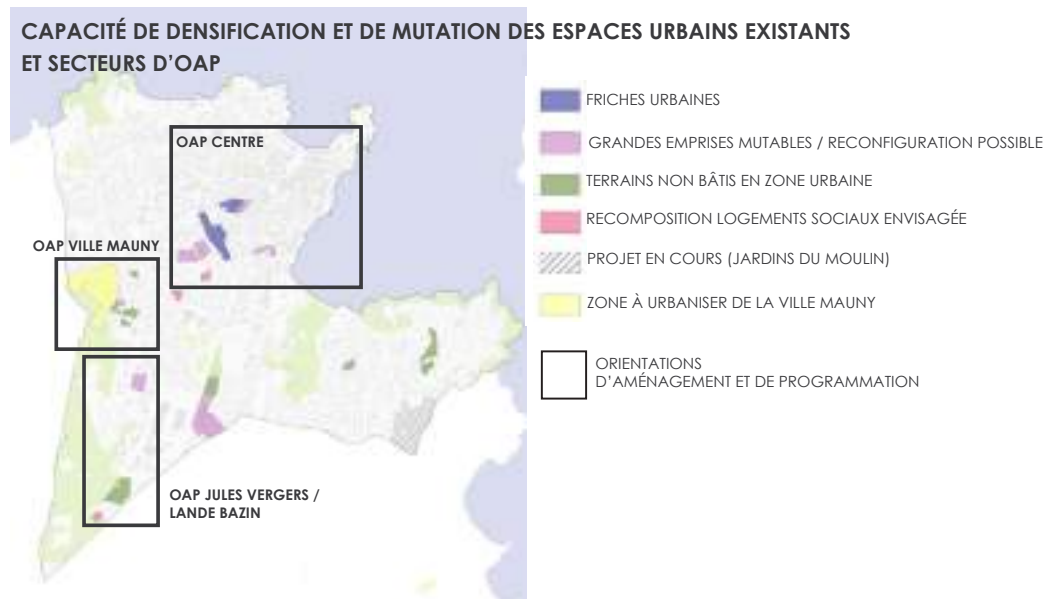 CAPACITÉ DE DENSIFICATION ET DE MUTATION DES ESPACES URBAINS EXISTANTS
ET SECTEURS D'OAP
OAP CENTRE
OAP VILLE MAUNY
OAP JULES VERGERS /
LANDE BAZIN
FRICHES URBAINES
GRANDES EMPRISES MUTABLES / RECONFIGURATION POSSIBLE
TERRAINS NON BÂTIS EN ZONE URBAINE
RECOMPOSITION LOGEMENTS SOCIAUX ENVISAGÉE
PROJET EN COURS (JARDINS DU MOULIN)
ZONE À URBANISER DE LA VILLE MAUNY
ORIENTATIONS
D'AMÉNAGEMENT ET DE PROGRAMMATION